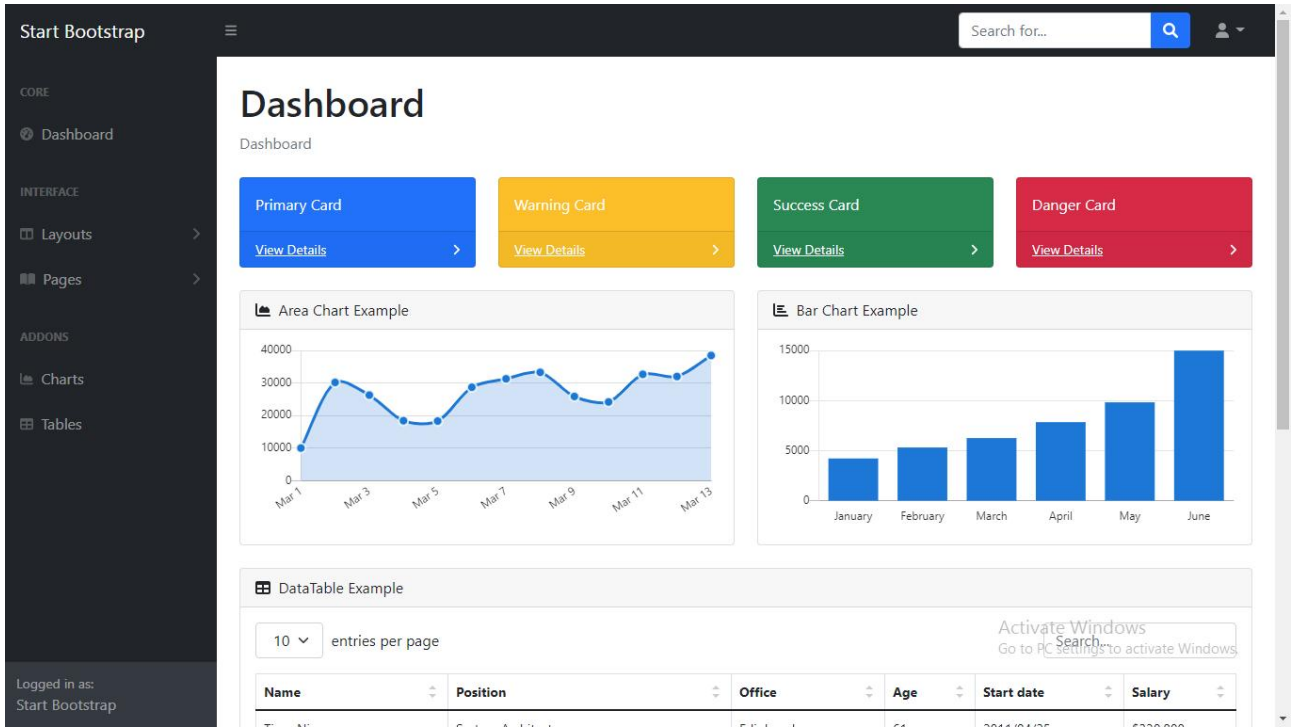 Start Bootstrap
Search for...
CORE
Dashboard
INTERFACE
Layouts
Pages
ADDONS
Charts
Tables
Logged in as:
Start Bootstrap
Dashboard
Dashboard
Primary Card
View Details
Warning Card
View Details
Success Card
View Details
Danger Card
View Details
Area Chart Example
40000
30000
20000
10000
0
Mar 1 Mar 3 Mar 5 Mar 7 Mar 9 Mar 11 Mar 13
Bar Chart Example
15000
10000
5000
0
January February March April May June
DataTable Example
10 entries per page
Search...
Activate Windows
Go to PC settings to activate Windows.
Name Position Office Age Start date Salary